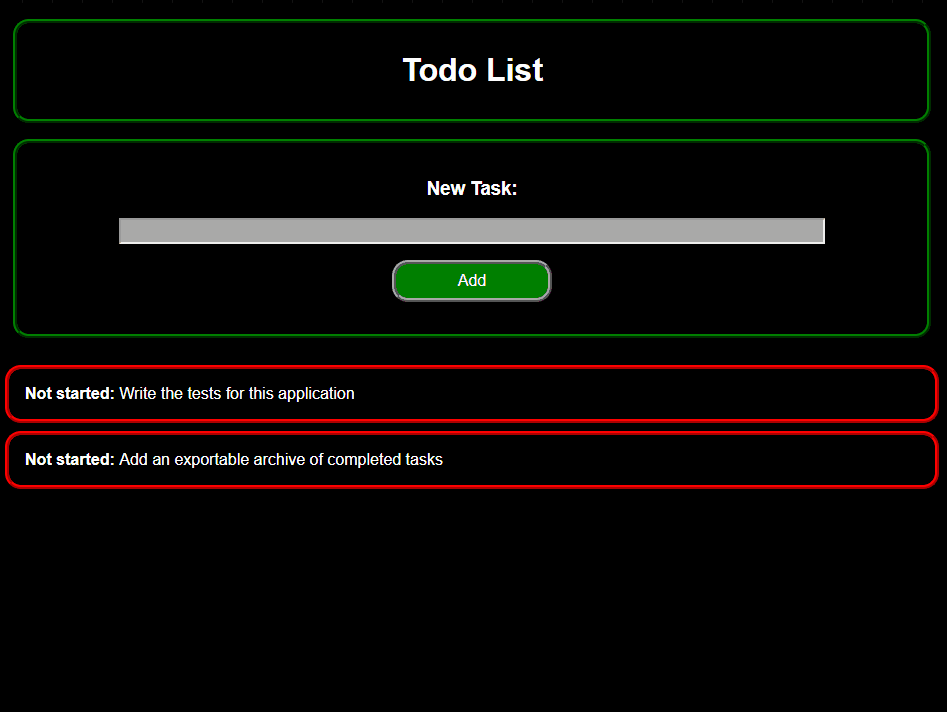 Todo List
New Task:
Add
Not started: Write the tests for this application
Not started: Add an exportable archive of completed tasks